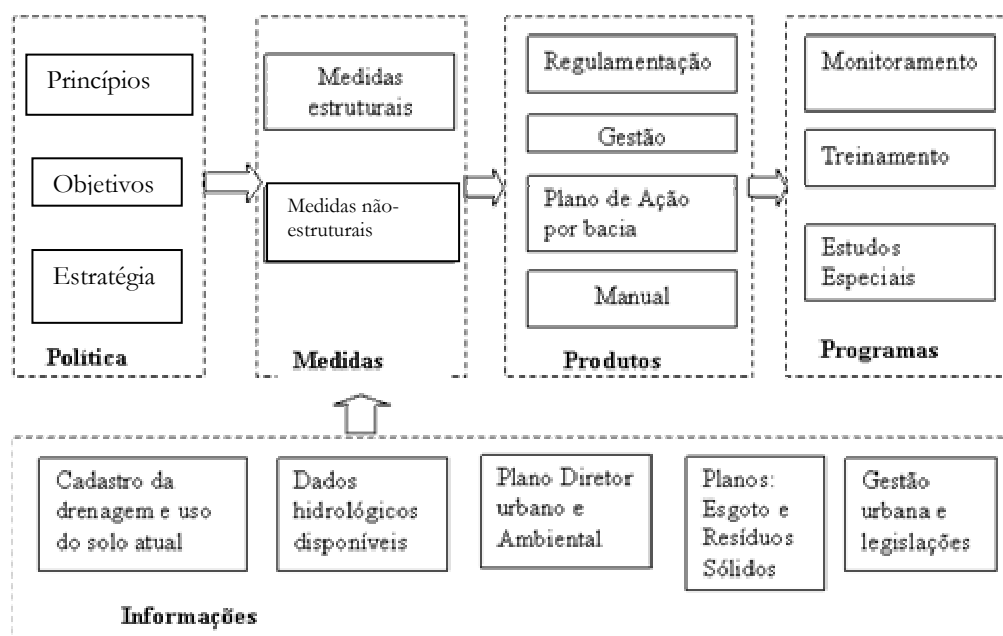 Princípios
Objetivos
Estratégia
Política
Medidas
estruturais
Medidas não-
estruturais
Medidas
Regulamentação
Gestão
Plano de Ação
por bacia
Manual
Produtos
Monitoramento
Treinamento
Estudos
Especiais
Programas
Cadastro da
drenagem e uso
do solo atual
Dados
hidrológicos
disponíveis
Plano Diretor
urbano e
Ambiental
Planos:
Esgoto e
Resíduos
Sólidos
Gestão
urbana e
legislações
Informações